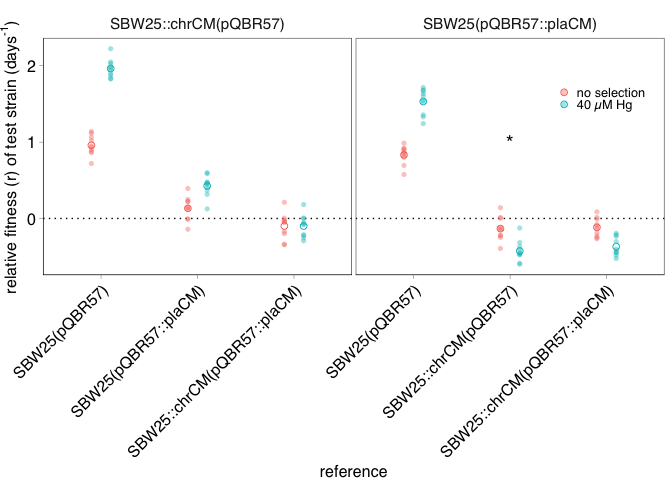 SBW25::chrCM(pQBR57)
SBW25(pQBR57::plaCM)
relative fitness (r) of test strain (days⁻¹)
2
1
0
no selection
40 µM Hg
*
SBW25(pQBR57)
SBW25(pQBR57::plaCM)
SBW25::chrCM(pQBR57::plaCM)
SBW25(pQBR57)
SBW25::chrCM(pQBR57)
SBW25::chrCM(pQBR57::plaCM)
reference